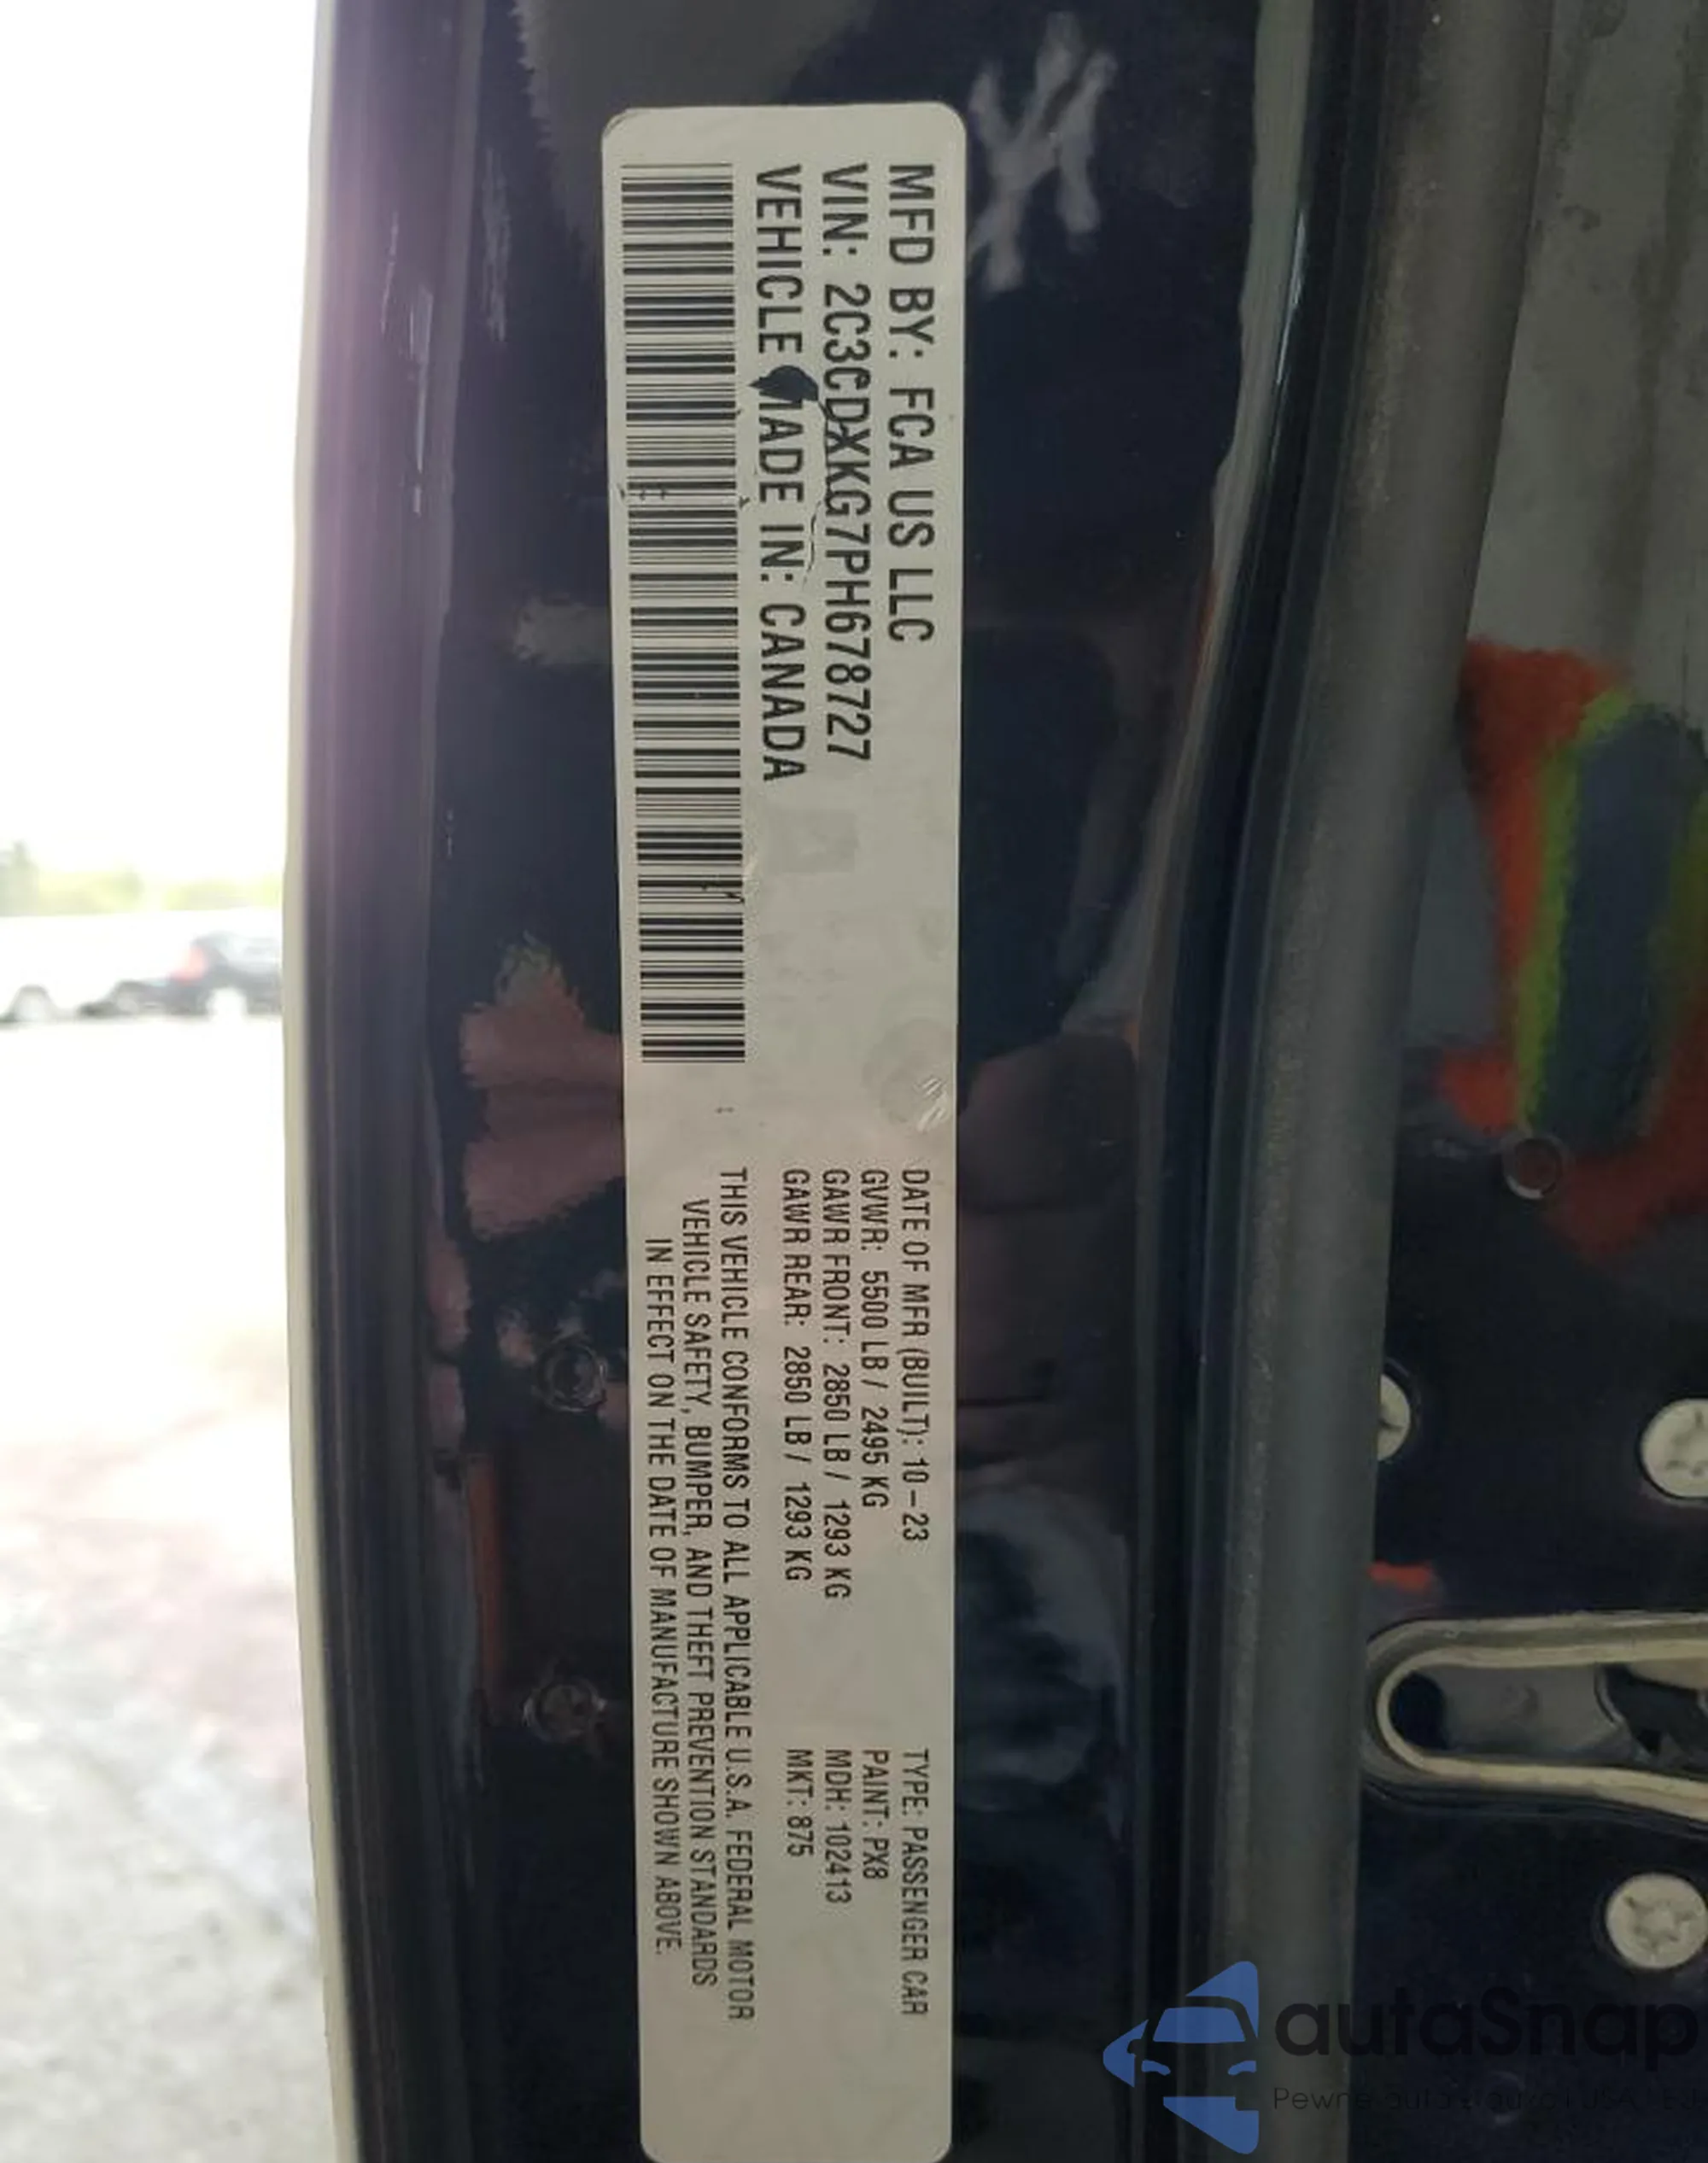 MFD BY: FCA US LLC
VIN: 2C3CDXKG7PH678727
VEHICLE MADE IN: CANADA
DATE OF MFR (BUILT): 10-23
GVWR: 5500 LB / 2495 KG
GAWR FRONT: 2850 LB / 1293 KG
GAWR REAR: 2850 LB / 1293 KG
TYPE: PASSENGER CAR
PAINT: PX8
MDH: 102413
MKT: 875
THIS VEHICLE CONFORMS TO ALL APPLICABLE U.S.A. FEDERAL MOTOR
VEHICLE SAFETY, BUMPER, AND THEFT PREVENTION STANDARDS
IN EFFECT ON THE DATE OF MANUFACTURE SHOWN ABOVE.
autaSnap
Pewne auta z